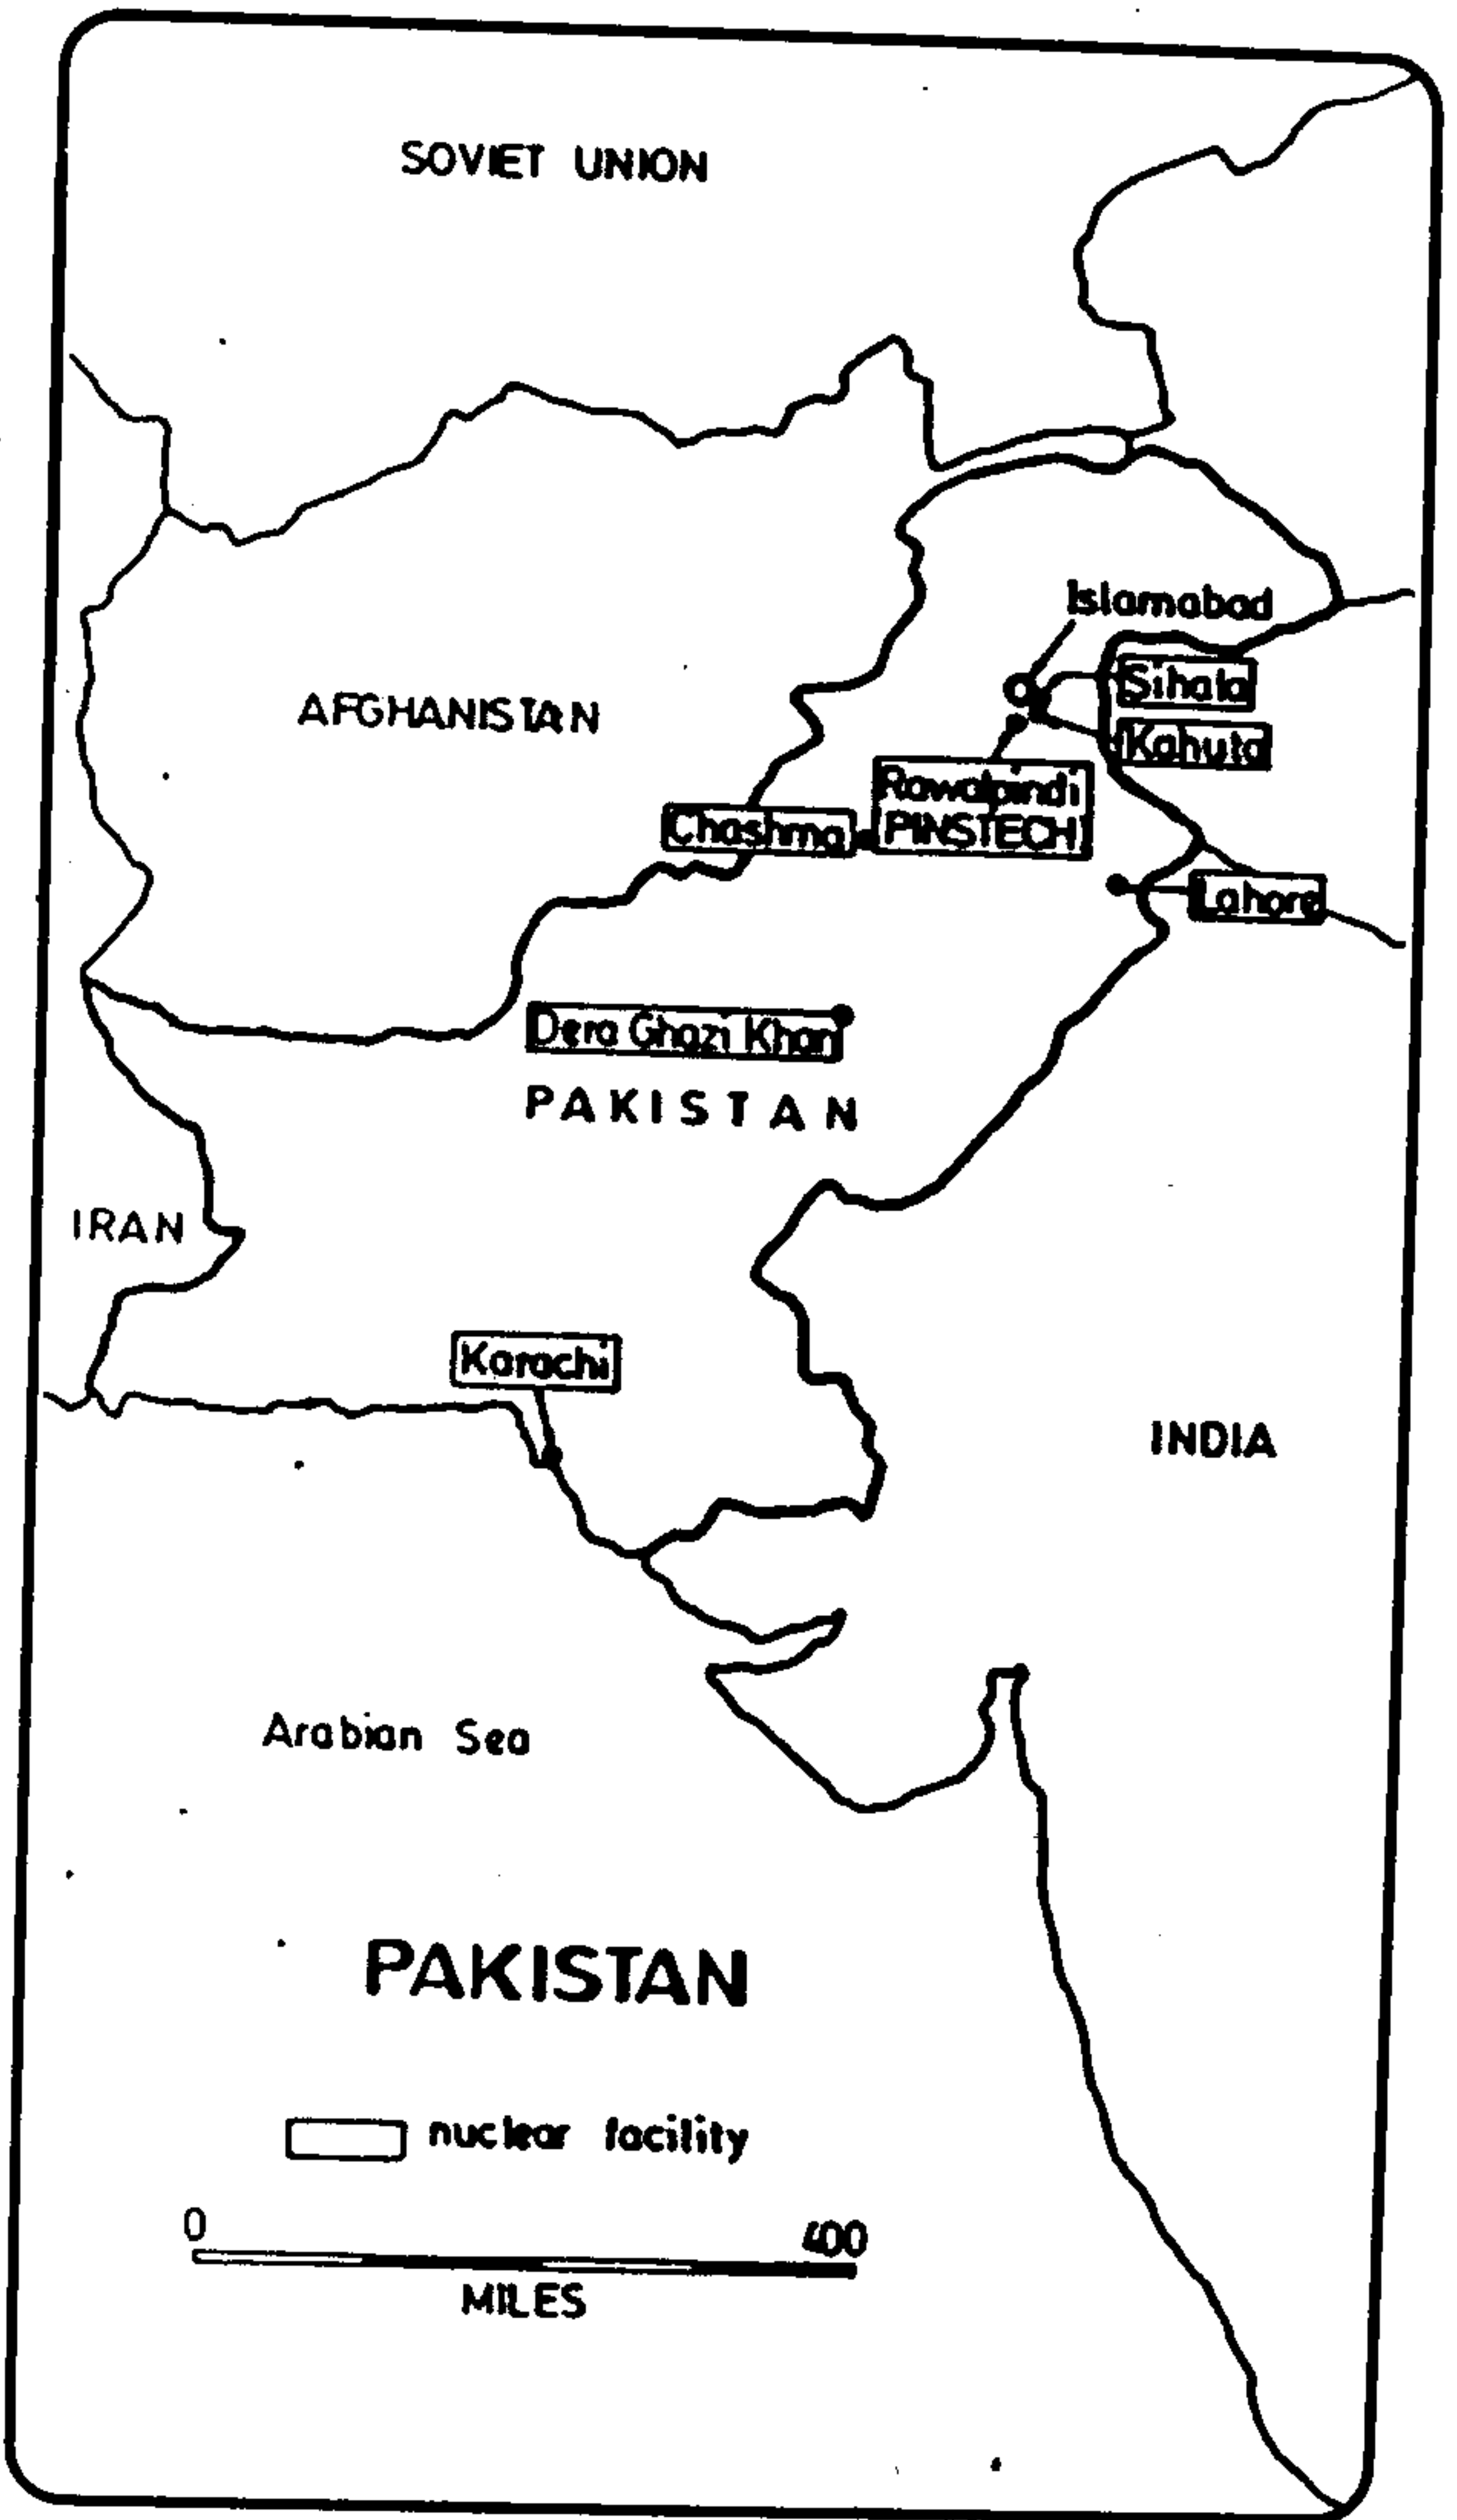 SOVIET UNION
Islamabad
Sihala
AFGHANISTAN
Kahuta
Rawalpindi
PINSTECH
Chashma
Lahore
Dera Ghazi Khan
PAKISTAN
IRAN
Karachi
INDIA
Arabian Sea
PAKISTAN
nuclear facility
0 400
MILES